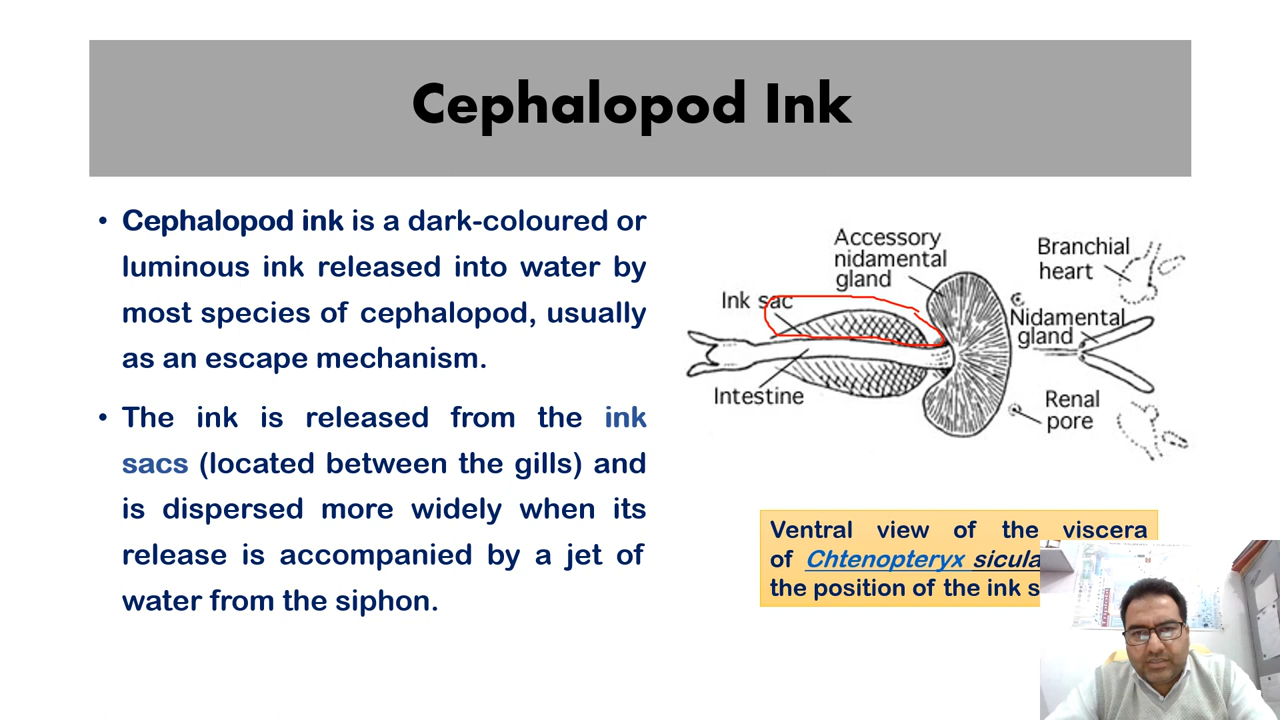 Cephalopod Ink
• Cephalopod ink is a dark-coloured or
luminous ink released into water by
most species of cephalopod, usually
as an escape mechanism.
• The ink is released from the ink
sacs (located between the gills) and
is dispersed more widely when its
release is accompanied by a jet of
water from the siphon.
Accessory
nidamental
gland
Branchial
heart
Ink sac
Nidamental
gland
Intestine
Renal
pore
Ventral view of the viscera
of Chtenopteryx sicula
the position of the ink